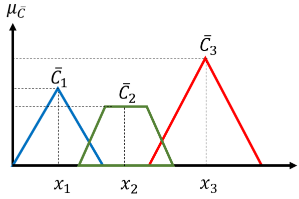 μ_C̄
C̄₁
C̄₂
C̄₃
x₁
x₂
x₃